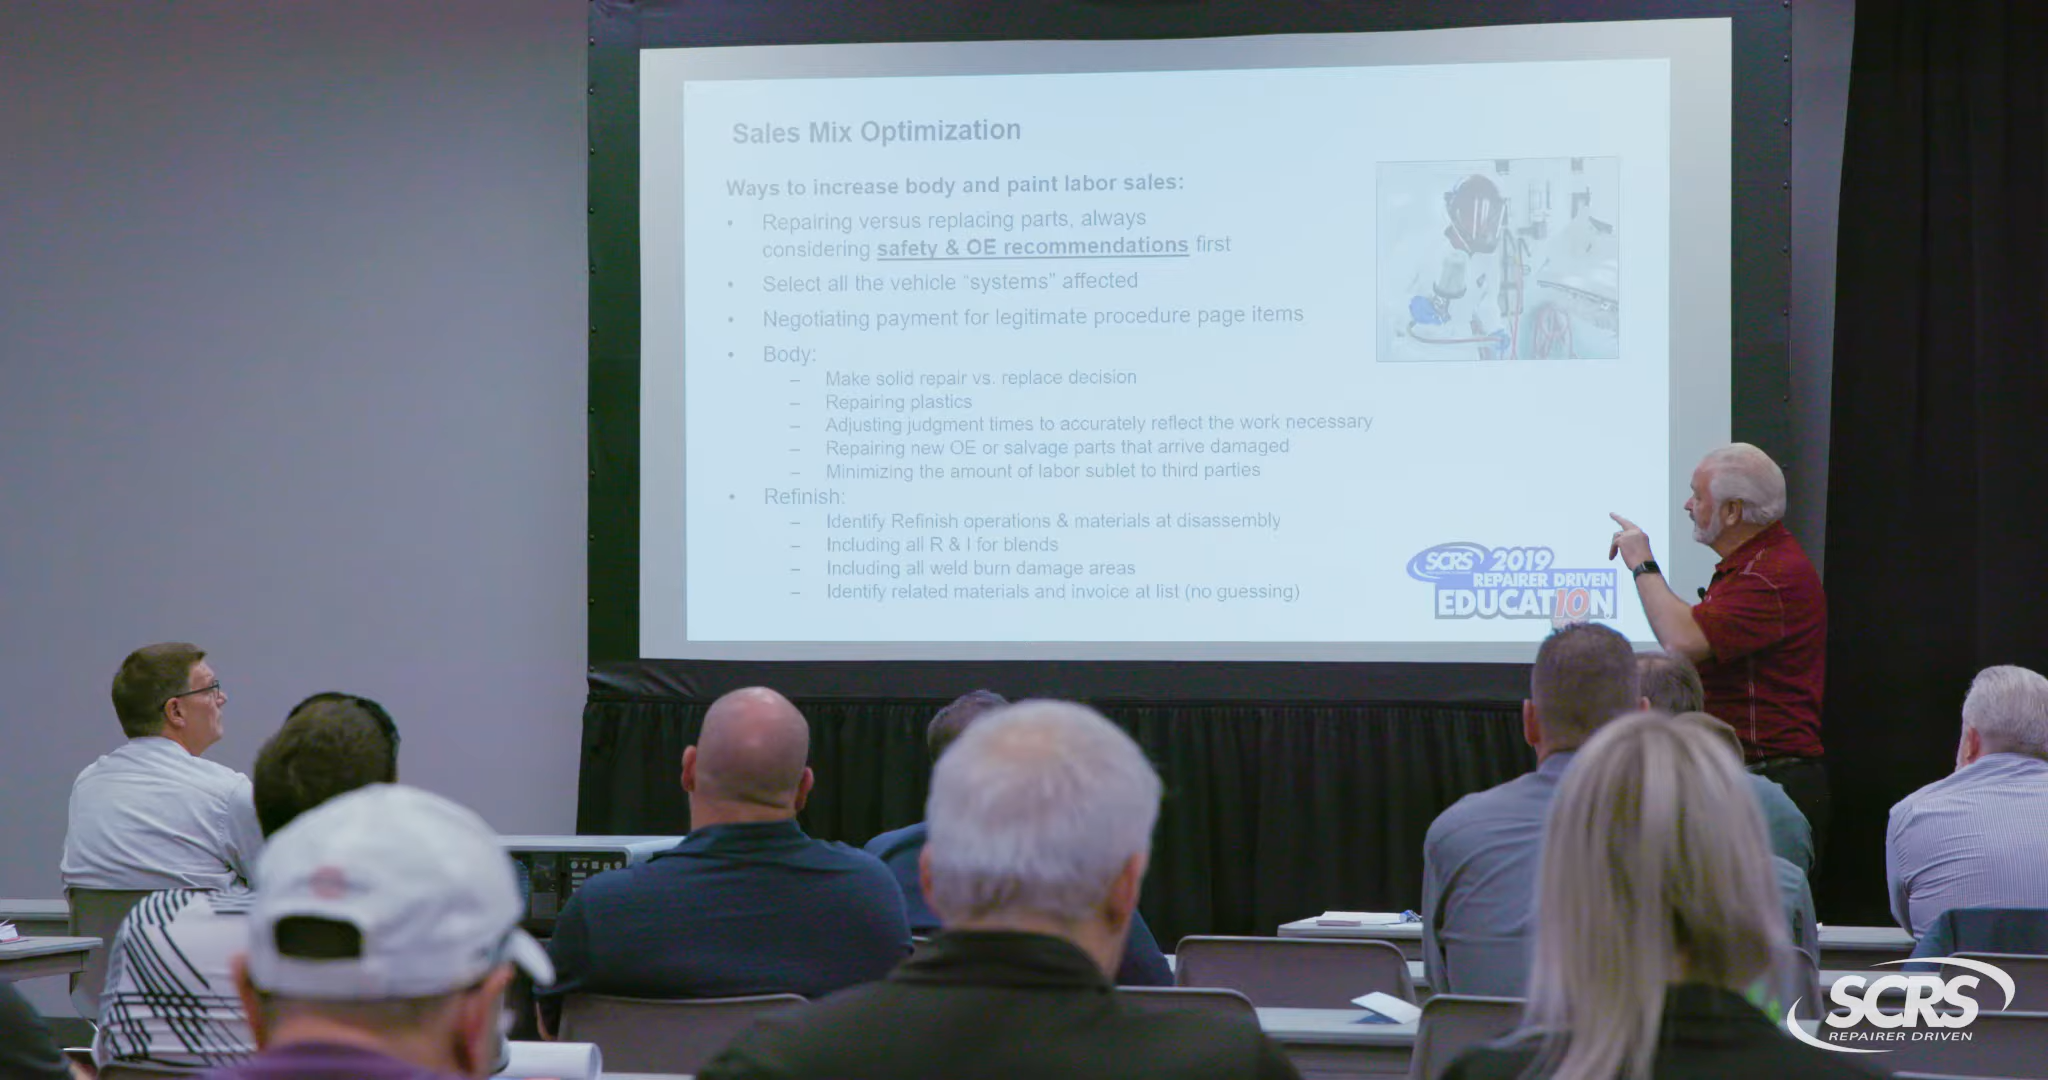 Sales Mix Optimization
Ways to increase body and paint labor sales:
• Repairing versus replacing parts, always
considering safety & OE recommendations first
• Select all the vehicle "systems" affected
• Negotiating payment for legitimate procedure page items
• Body:
– Make solid repair vs. replace decision
– Repairing plastics
– Adjusting judgment times to accurately reflect the work necessary
– Repairing new OE or salvage parts that arrive damaged
– Minimizing the amount of labor sublet to third parties
• Refinish:
– Identify Refinish operations & materials at disassembly
– Including all R & I for blends
– Including all weld burn damage areas
– Identify related materials and invoice at list (no guessing)
SCRS 2019
REPAIRER DRIVEN
EDUCAT10N
SCRS
REPAIRER DRIVEN